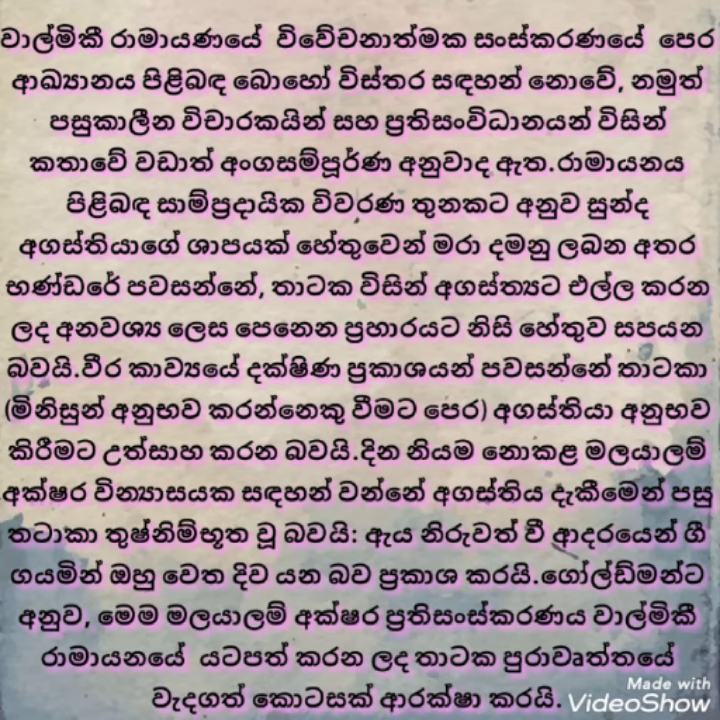 වාල්මිකී රාමායණයේ  විවේචනාත්මක සංස්කරණයේ  පෙර
ආඛ්‍යානය පිළිබඳ බොහෝ විස්තර සඳහන් නොවේ, නමුත්
පසුකාලීන විචාරකයින් සහ ප්‍රතිසංවිධානයන් විසින්
කතාවේ වඩාත් අංගසම්පූර්ණ අනුවාද ඇත.රාමායනය
පිළිබඳ සාම්ප්‍රදායික විවරණ තුනකට අනුව සුන්ද
අගස්තියාගේ ශාපයක් හේතුවෙන් මරා දමනු ලබන අතර
භණ්ඩරේ පවසන්නේ, තාටක විසින් අගස්ත්‍යට එල්ල කරන
ලද අනවශ්‍ය ලෙස පෙනෙන ප්‍රහාරයට නිසි හේතුව සපයන
බවයි.වීර කාව්‍යයේ දක්ෂිණ ප්‍රකාශයන් පවසන්නේ තාටකා
(මිනිසුන් අනුභව කරන්නෙකු වීමට පෙර) අගස්තියා අනුභව
කිරීමට උත්සාහ කරන බවයි.දින නියම නොකළ මලයාලම්
අක්ෂර වින්‍යාසයක සඳහන් වන්නේ අගස්තිය දැකීමෙන් පසු
තටාකා තුෂ්නිම්භූත වූ බවයි: ඇය නිරුවත් වී ආදරයෙන් ගී
ගයමින් ඔහු වෙත දිව යන බව ප්‍රකාශ කරයි.ගෝල්ඩ්මන්ට
අනුව, මෙම මලයාලම් අක්ෂර ප්‍රතිසංස්කරණය වාල්මිකී
රාමායනයේ  යටපත් කරන ලද තාටක පුරාවෘත්තයේ
වැදගත් කොටසක් ආරක්ෂා කරයි.
Made with
VideoShow